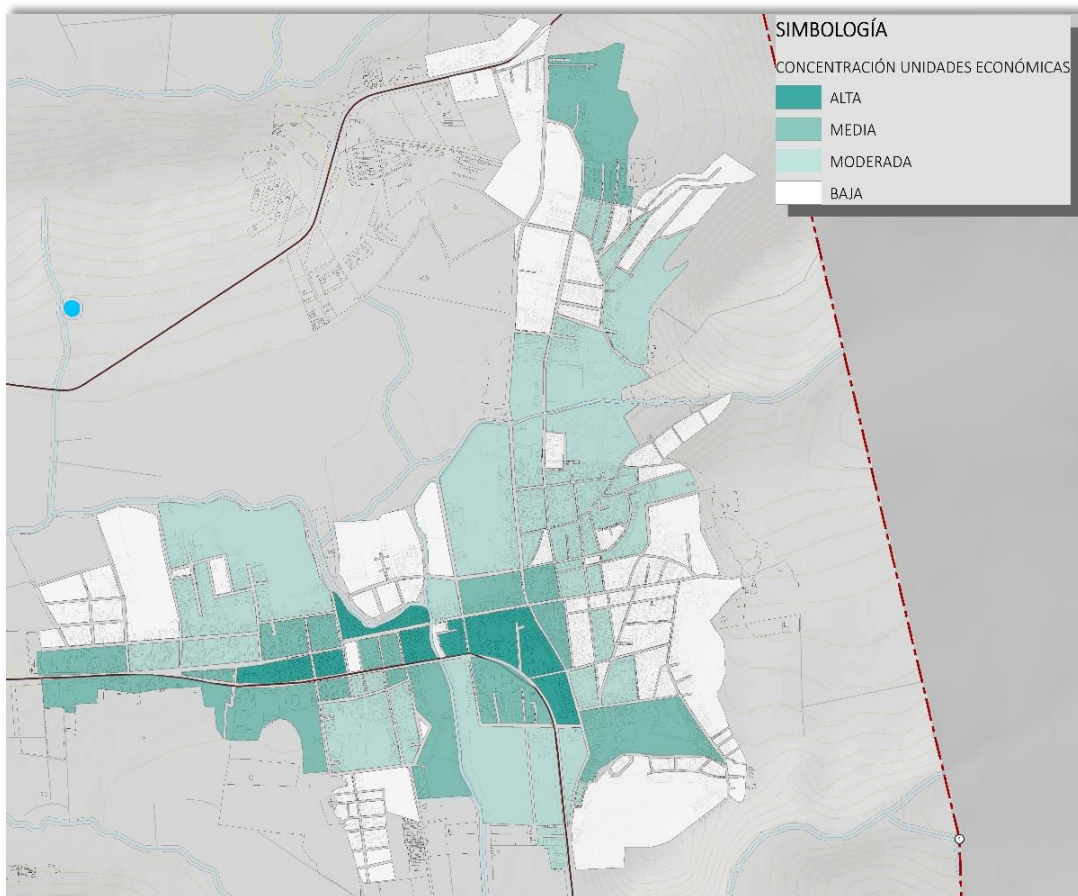 SIMBOLOGÍA
CONCENTRACIÓN UNIDADES ECONÓMICAS
ALTA
MEDIA
MODERADA
BAJA